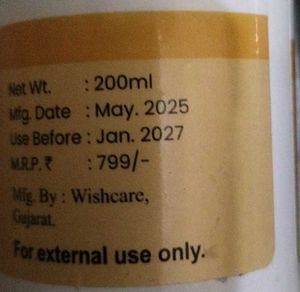 Net Wt. : 200ml
Mfg. Date : May. 2025
Use Before : Jan. 2027
M.R.P. ₹ : 799/-
Mfg. By : Wishcare,
Gujarat.
For external use only.